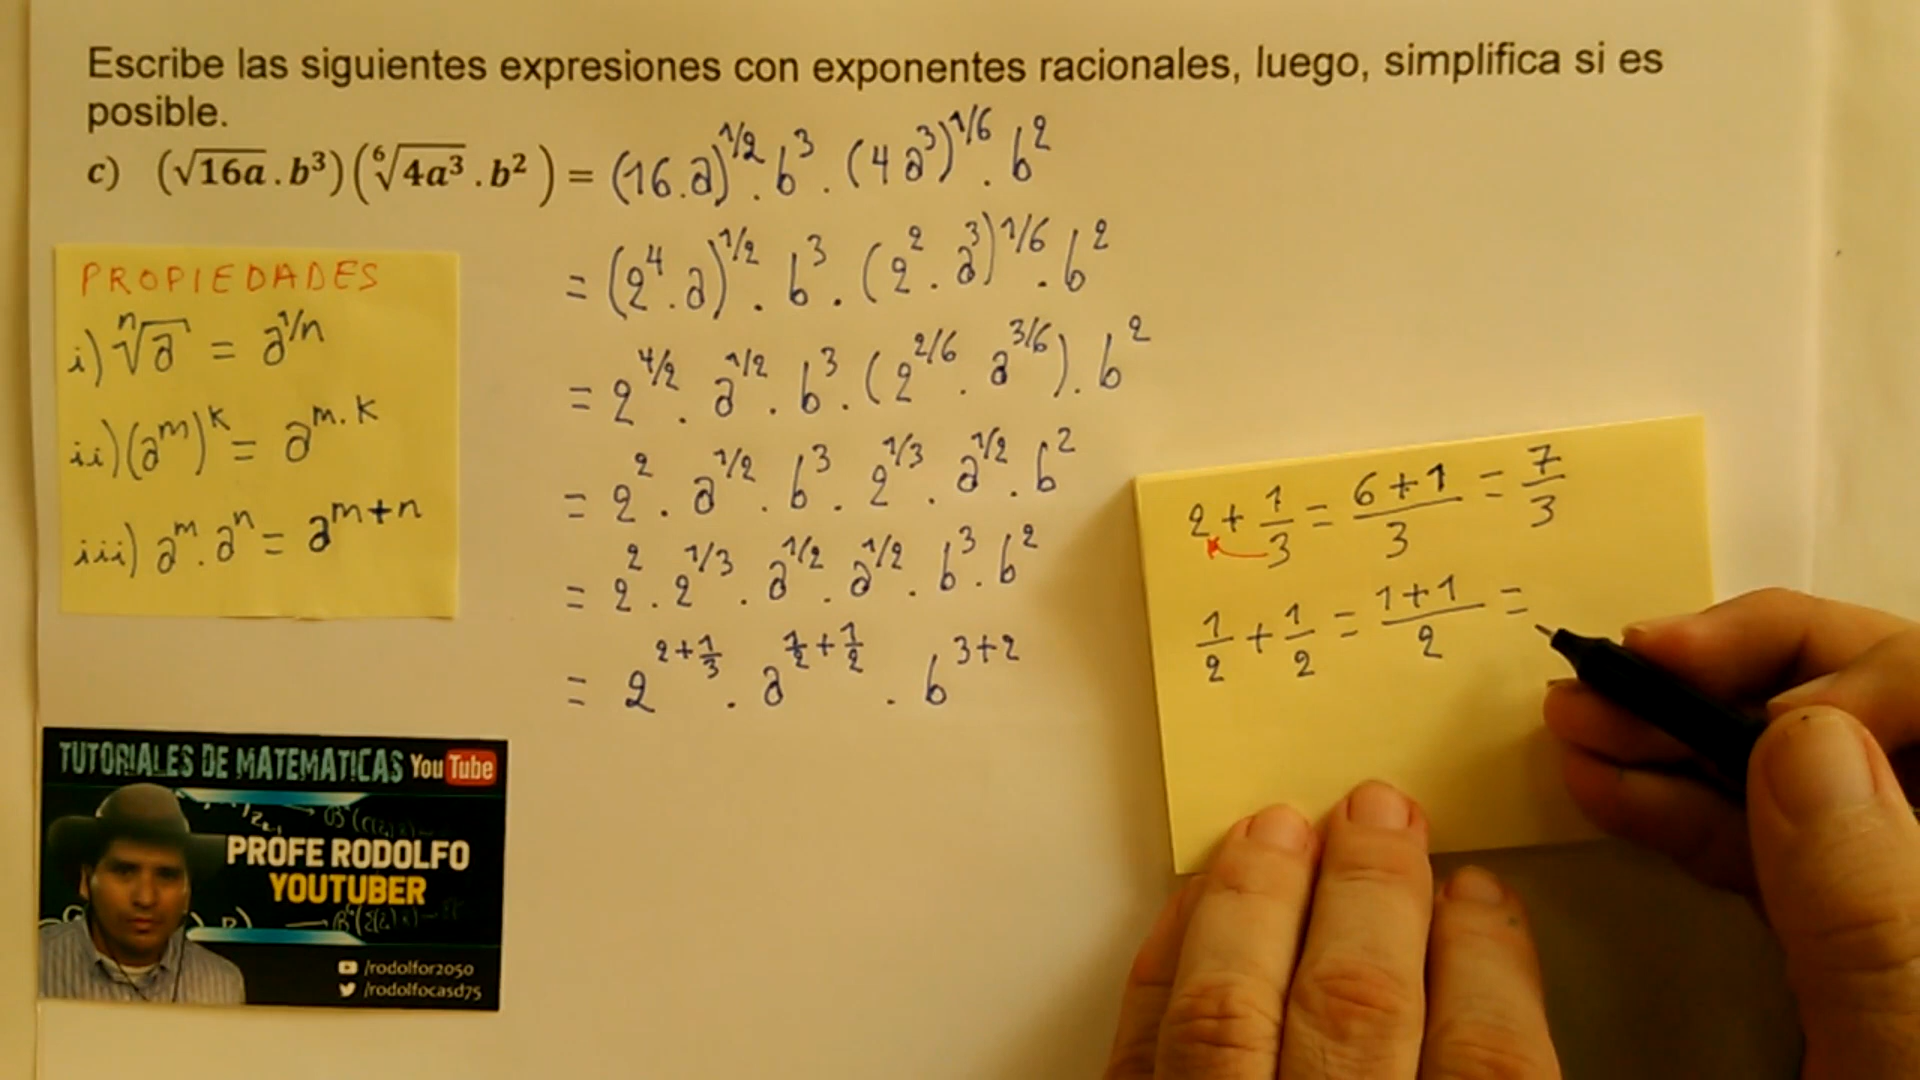 Escribe las siguientes expresiones con exponentes racionales, luego, simplifica si es
posible.
c) (√16a . b³)(⁶√4a³ . b²) = (16.a)^1/2 . b³ . (4a³)^1/6 . b²
= (2⁴.a)^1/2 . b³ . (2² . a³)^1/6 . b²
= 2^4/2 . a^1/2 . b³ . (2^2/6 . a^3/6) . b²
= 2² . a^1/2 . b³ . 2^1/3 . a^1/2 . b²
= 2² . 2^1/3 . a^1/2 . a^1/2 . b³ . b²
= 2^(2+1/3) . a^(1/2+1/2) . b^(3+2)
PROPIEDADES
i) ⁿ√a = a^1/n
ii) (a^m)^k = a^(m.k)
iii) a^m . a^n = a^(m+n)
2 + 1/3 = (6+1)/3 = 7/3
1/2 + 1/2 = (1+1)/2 =
TUTORIALES DE MATEMATICAS YouTube
PROFE RODOLFO
YOUTUBER
/rodolfor2050
/rodolfocasd75